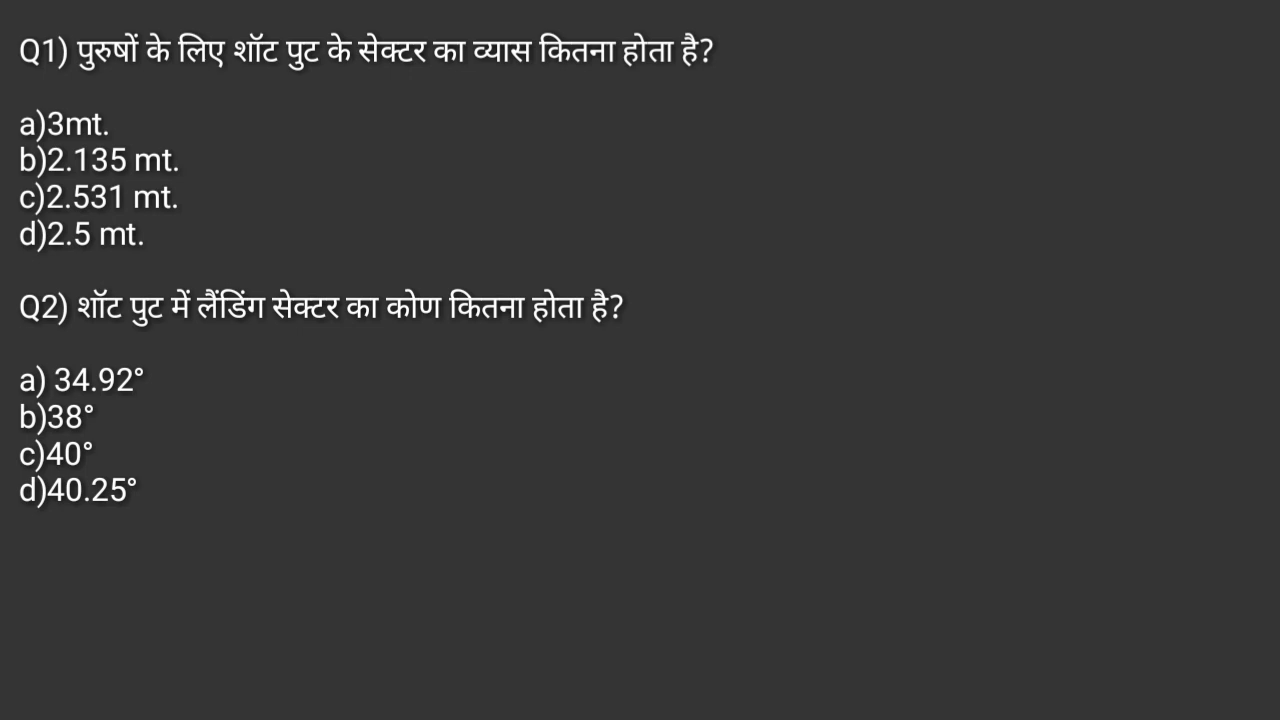 Q1) पुरुषों के लिए शॉट पुट के सेक्टर का व्यास कितना होता है?
a)3mt.
b)2.135 mt.
c)2.531 mt.
d)2.5 mt.
Q2) शॉट पुट में लैंडिंग सेक्टर का कोण कितना होता है?
a) 34.92°
b)38°
c)40°
d)40.25°